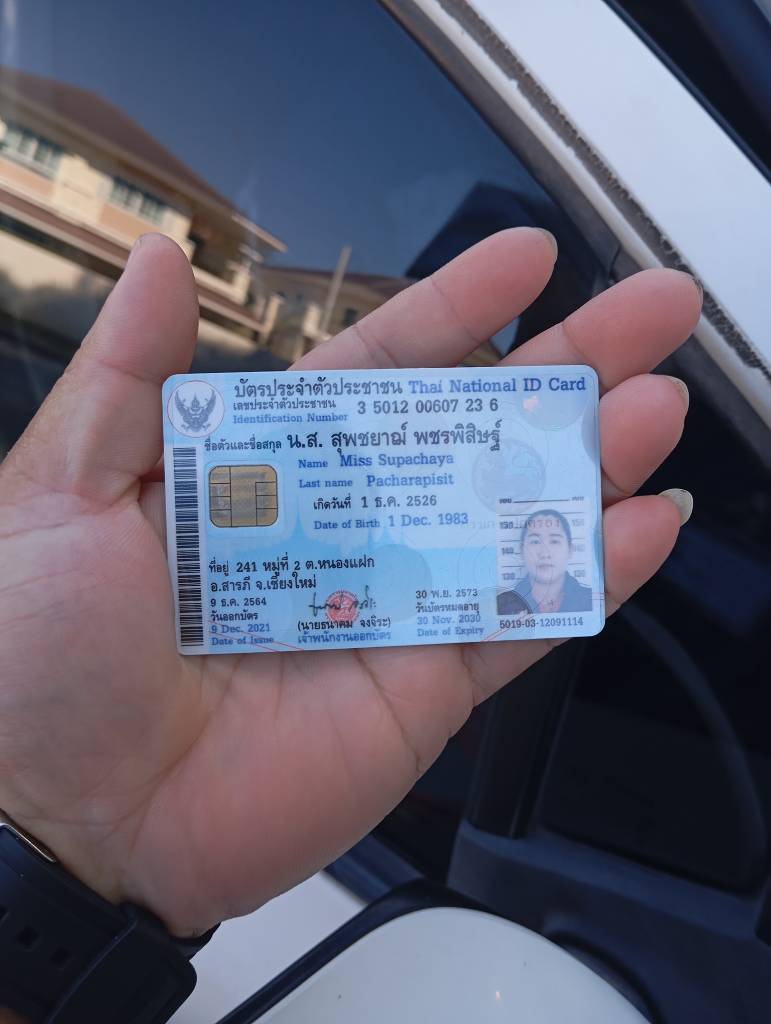 บัตรประจำตัวประชาชน Thai National ID Card
เลขประจำตัวประชาชน 3 5012 00607 23 6
Identification Number
ชื่อตัวและชื่อสกุล น.ส. สุพชยาฌ์ พชรพิสิษฐ์
Name Miss Supachaya
Last name Pacharapisit
เกิดวันที่ 1 ธ.ค. 2526
Date of Birth 1 Dec. 1983
ที่อยู่ 241 หมู่ที่ 2 ต.หนองแฝก
อ.สารภี จ.เชียงใหม่
9 ธ.ค. 2564
วันออกบัตร
9 Dec. 2021
Date of Issue
(นายธนาคม จงจิระ)
เจ้าพนักงานออกบัตร
30 พ.ย. 2573
วันบัตรหมดอายุ
30 Nov. 2030
Date of Expiry
150 150
140 140
130 130
5019-03-12091114